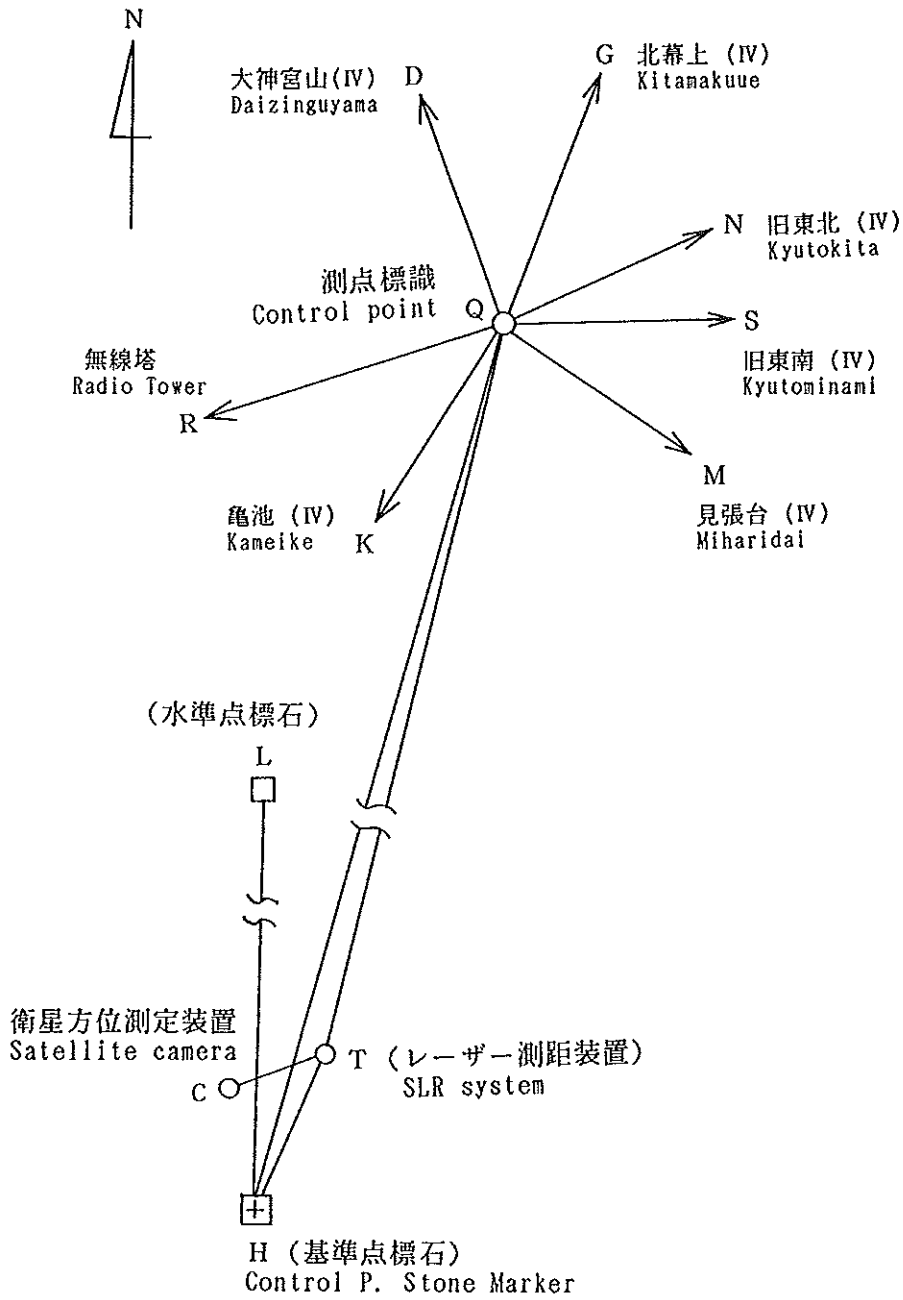 N
大神宮山(Ⅳ) D
Daizinguyama
G 北幕上 (Ⅳ)
Kitamakuue
N 旧東北 (Ⅳ)
Kyutokita
測点標識
Control point Q
S
旧東南 (Ⅳ)
Kyutominami
無線塔
Radio Tower
R
M
見張台 (Ⅳ)
Miharidai
亀池 (Ⅳ)
Kameike K
(水準点標石)
L
衛星方位測定装置
Satellite camera
C
T (レーザー測距装置)
SLR system
H (基準点標石)
Control P. Stone Marker